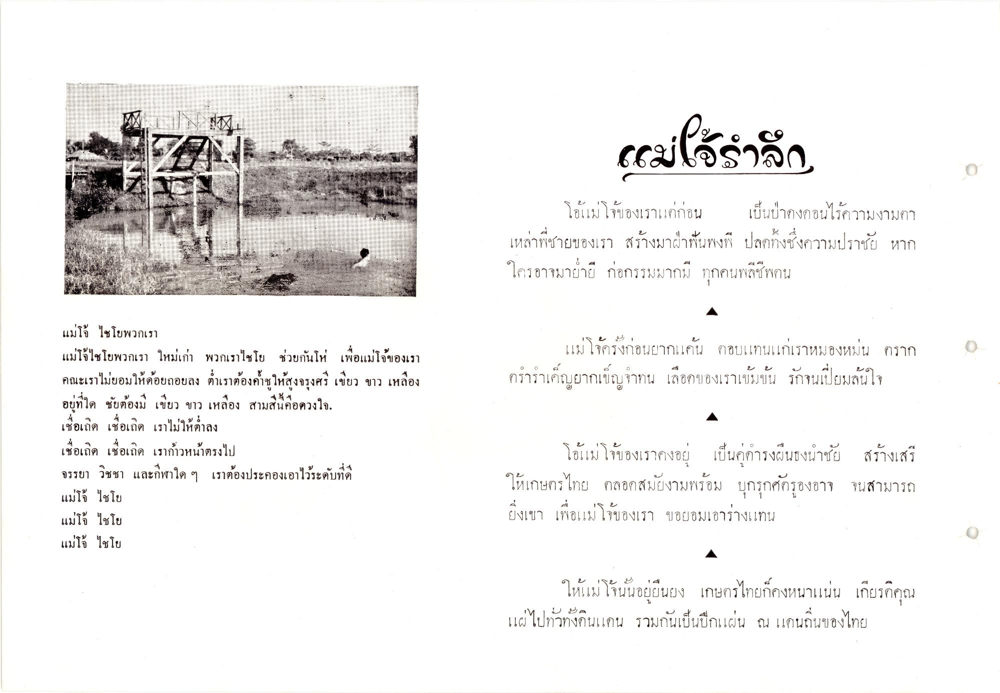 แม่โจ้ ไชโยพวกเรา
แม่โจ้ไชโยพวกเรา ใหม่เก่า พวกเราไชโย ช่วยกันโห่ เพื่อแม่โจ้ของเรา
คณะเราไม่ยอมให้ด้อยถอยลง ต่ำเราต้องค้ำชูให้สูงจรุงศรี เขียว ขาว เหลือง
อยู่ที่ใด ชัยต้องมี เขียว ขาว เหลือง สามสีนี้คือดวงใจ.
เชื่อเถิด เชื่อเถิด เราไม่ให้ต่ำลง
เชื่อเถิด เชื่อเถิด เราก้าวหน้าตรงไป
จรรยา วิชชา และกีฬาใด ๆ เราต้องประคองเอาไว้ระดับที่ดี
แม่โจ้ ไชโย
แม่โจ้ ไชโย
แม่โจ้ ไชโย
แม่โจ้รำลึก
โอ้แม่โจ้ของเราแต่ก่อน เป็นป่าดงดอนไร้ความงามตา
เหล่าพี่ชายของเรา สร้างมาฝ่าฟันพงพี ปลดทิ้งซึ่งความปราชัย หาก
ใครอาจมาย่ำยี ก่อกรรมมากมี ทุกคนพลีชีพตน
แม่โจ้ครั้งก่อนยากแค้น ตอบแทนแก่เราหมองหม่น ตราก
ตรำรำเค็ญยากเข็ญจำทน เลือดของเราเข้มข้น รักจนเปี่ยมล้นใจ
โอ้แม่โจ้ของเราคงอยู่ เป็นคู่ดำรงผืนธงนำชัย สร้างเสรี
ให้เกษตรไทย ตลอดสมัยงามพร้อม บุกรุกศัตรูองอาจ จนสามารถ
ยิ่งเขา เพื่อแม่โจ้ของเรา ขอยอมเอาร่างแทน
ให้แม่โจ้นั้นอยู่ยืนยง เกษตรไทยก็คงหนาแน่น เกียรติคุณ
แผ่ไปทั่วทั้งดินแดน รวมกันเป็นปึกแผ่น ณ แดนถิ่นของไทย